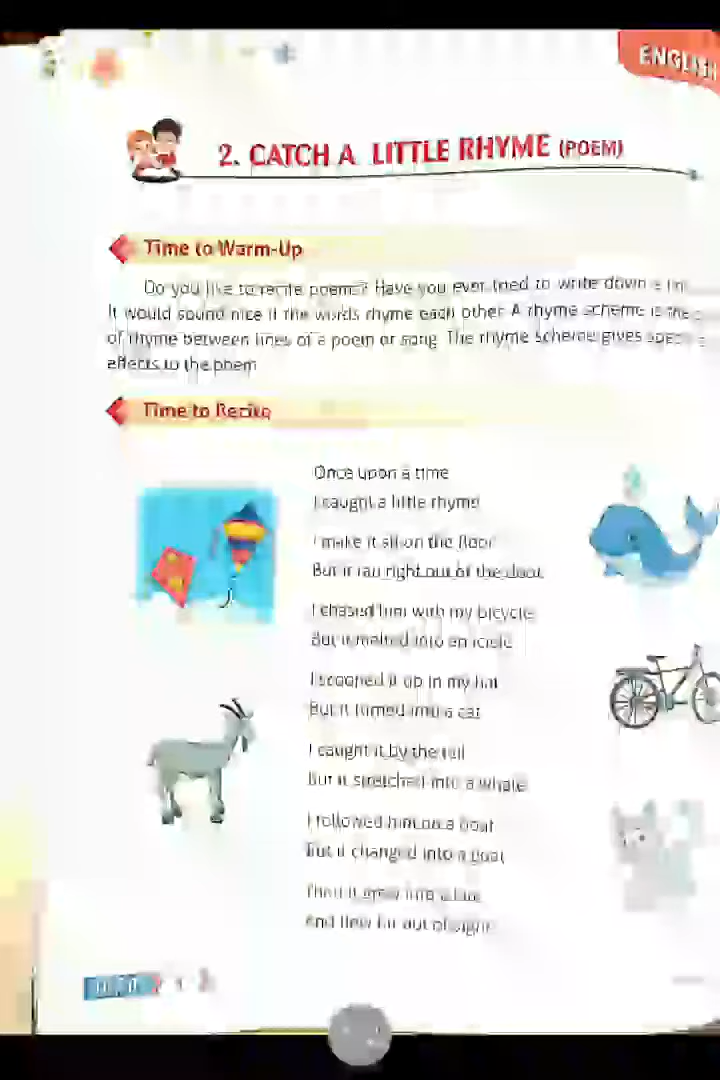 ENGLISH
2. CATCH A LITTLE RHYME (POEM)
Time to Warm-Up
Do you like to recite poems? Have you ever tried to write down a
It would sound nice if the words rhyme each other. A rhyme scheme is the
of rhyme between lines of a poem or song. The rhyme scheme gives
effects to the poem
Time to Recite
Once upon a time
I caught a little rhyme
I make it sit on the floor
But it ran right out of the door
I chased him with my bicycle
But it melted into an icicle
I scooped it up in my hat
But it turned into a cat
I caught it by the tail
But it stretched into a whale
I followed him on a boat
But it changed into a goat
Then it grew into a
And flew far out of sight